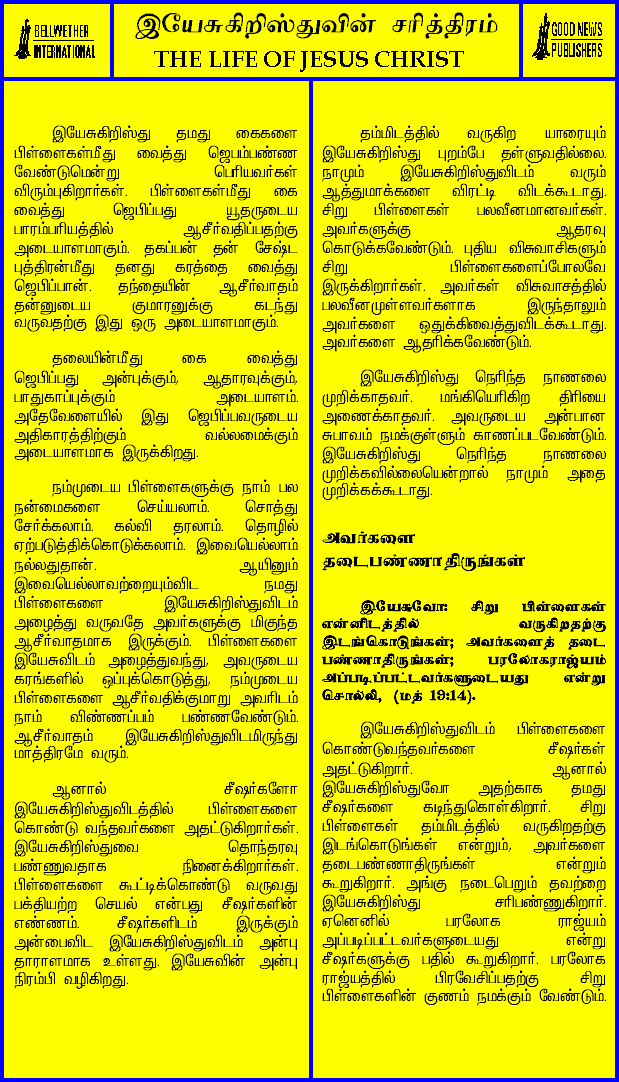 BELLWETHER
INTERNATIONAL
இயேசுகிறிஸ்துவின் சரித்திரம்
THE LIFE OF JESUS CHRIST
GOOD NEWS
PUBLISHERS
இயேசுகிறிஸ்து தமது கைகளை
பிள்ளைகள்மீது வைத்து ஜெபம்பண்ண
வேண்டுமென்று பெரியவர்கள்
விரும்புகிறார்கள். பிள்ளைகள்மீது கை
வைத்து ஜெபிப்பது யூதருடைய
பாரம்பரியத்தில் ஆசீர்வதிப்பதற்கு
அடையாளமாகும். தகப்பன் தன் சேஷ்ட
புத்திரன்மீது தனது கரத்தை வைத்து
ஜெபிப்பான். தந்தையின் ஆசீர்வாதம்
தன்னுடைய குமாரனுக்கு கடந்து
வருவதற்கு இது ஒரு அடையாளமாகும்.
தலையின்மீது கை வைத்து
ஜெபிப்பது அன்புக்கும், ஆதாரவுக்கும்,
பாதுகாப்புக்கும் அடையாளம்.
அதேவேளையில் இது ஜெபிப்பவருடைய
அதிகாரத்திற்கும் வல்லமைக்கும்
அடையாளமாக இருக்கிறது.
நம்முடைய பிள்ளைகளுக்கு நாம் பல
நன்மைகளை செய்யலாம். சொத்து
சேர்க்கலாம். கல்வி தரலாம். தொழில்
ஏற்படுத்திக்கொடுக்கலாம். இவையெல்லாம்
நல்லதுதான். ஆயினும்
இவையெல்லாவற்றையும்விட நமது
பிள்ளைகளை இயேசுகிறிஸ்துவிடம்
அழைத்து வருவதே அவர்களுக்கு மிகுந்த
ஆசீர்வாதமாக இருக்கும். பிள்ளைகளை
இயேசுவிடம் அழைத்துவந்து, அவருடைய
கரங்களில் ஒப்புக்கொடுத்து, நம்முடைய
பிள்ளைகளை ஆசீர்வதிக்குமாறு அவரிடம்
நாம் விண்ணப்பம் பண்ணவேண்டும்.
ஆசீர்வாதம் இயேசுகிறிஸ்துவிடமிருந்து
மாத்திரமே வரும்.
ஆனால் சீஷர்களோ
இயேசுகிறிஸ்துவிடத்தில் பிள்ளைகளை
கொண்டு வந்தவர்களை அதட்டுகிறார்கள்.
இயேசுகிறிஸ்துவை தொந்தரவு
பண்ணுவதாக நினைக்கிறார்கள்.
பிள்ளைகளை கூட்டிக்கொண்டு வருவது
பக்தியற்ற செயல் என்பது சீஷர்களின்
எண்ணம். சீஷர்களிடம் இருக்கும்
அன்பைவிட இயேசுகிறிஸ்துவிடம் அன்பு
தாராளமாக உள்ளது. இயேசுவின் அன்பு
நிரம்பி வழிகிறது.
தம்மிடத்தில் வருகிற யாரையும்
இயேசுகிறிஸ்து புறம்பே தள்ளுவதில்லை.
நாமும் இயேசுகிறிஸ்துவிடம் வரும்
ஆத்துமாக்களை விரட்டி விடக்கூடாது.
சிறு பிள்ளைகள் பலவீனமானவர்கள்.
அவர்களுக்கு ஆதரவு
கொடுக்கவேண்டும். புதிய விசுவாசிகளும்
சிறு பிள்ளைகளைப்போலவே
இருக்கிறார்கள். அவர்கள் விசுவாசத்தில்
பலவீனமுள்ளவர்களாக இருந்தாலும்
அவர்களை ஒதுக்கிவைத்துவிடக்கூடாது.
அவர்களை ஆதரிக்கவேண்டும்.
இயேசுகிறிஸ்து நெரிந்த நாணலை
முறிக்காதவர். மங்கியெரிகிற திரியை
அணைக்காதவர். அவருடைய அன்பான
சுபாவம் நமக்குள்ளும் காணப்படவேண்டும்.
இயேசுகிறிஸ்து நெரிந்த நாணலை
முறிக்கவில்லையென்றால் நாமும் அதை
முறிக்கக்கூடாது.
அவர்களை
தடைபண்ணாதிருங்கள்
இயேசுவோ: சிறு பிள்ளைகள்
என்னிடத்தில் வருகிறதற்கு
இடங்கொடுங்கள்; அவர்களைத் தடை
பண்ணாதிருங்கள்; பரலோகராஜ்யம்
அப்படிப்பட்டவர்களுடையது என்று
சொல்லி, (மத் 19:14).
இயேசுகிறிஸ்துவிடம் பிள்ளைகளை
கொண்டுவந்தவர்களை சீஷர்கள்
அதட்டுகிறார். ஆனால்
இயேசுகிறிஸ்துவோ அதற்காக தமது
சீஷர்களை கடிந்துகொள்கிறார். சிறு
பிள்ளைகள் தம்மிடத்தில் வருகிறதற்கு
இடங்கொடுங்கள் என்றும், அவர்களை
தடைபண்ணாதிருங்கள் என்றும்
கூறுகிறார். அங்கு நடைபெறும் தவற்றை
இயேசுகிறிஸ்து சரிபண்ணுகிறார்.
ஏனெனில் பரலோக ராஜ்யம்
அப்படிப்பட்டவர்களுடையது என்று
சீஷர்களுக்கு பதில் கூறுகிறார். பரலோக
ராஜ்யத்தில் பிரவேசிப்பதற்கு சிறு
பிள்ளைகளின் குணம் நமக்கும் வேண்டும்.